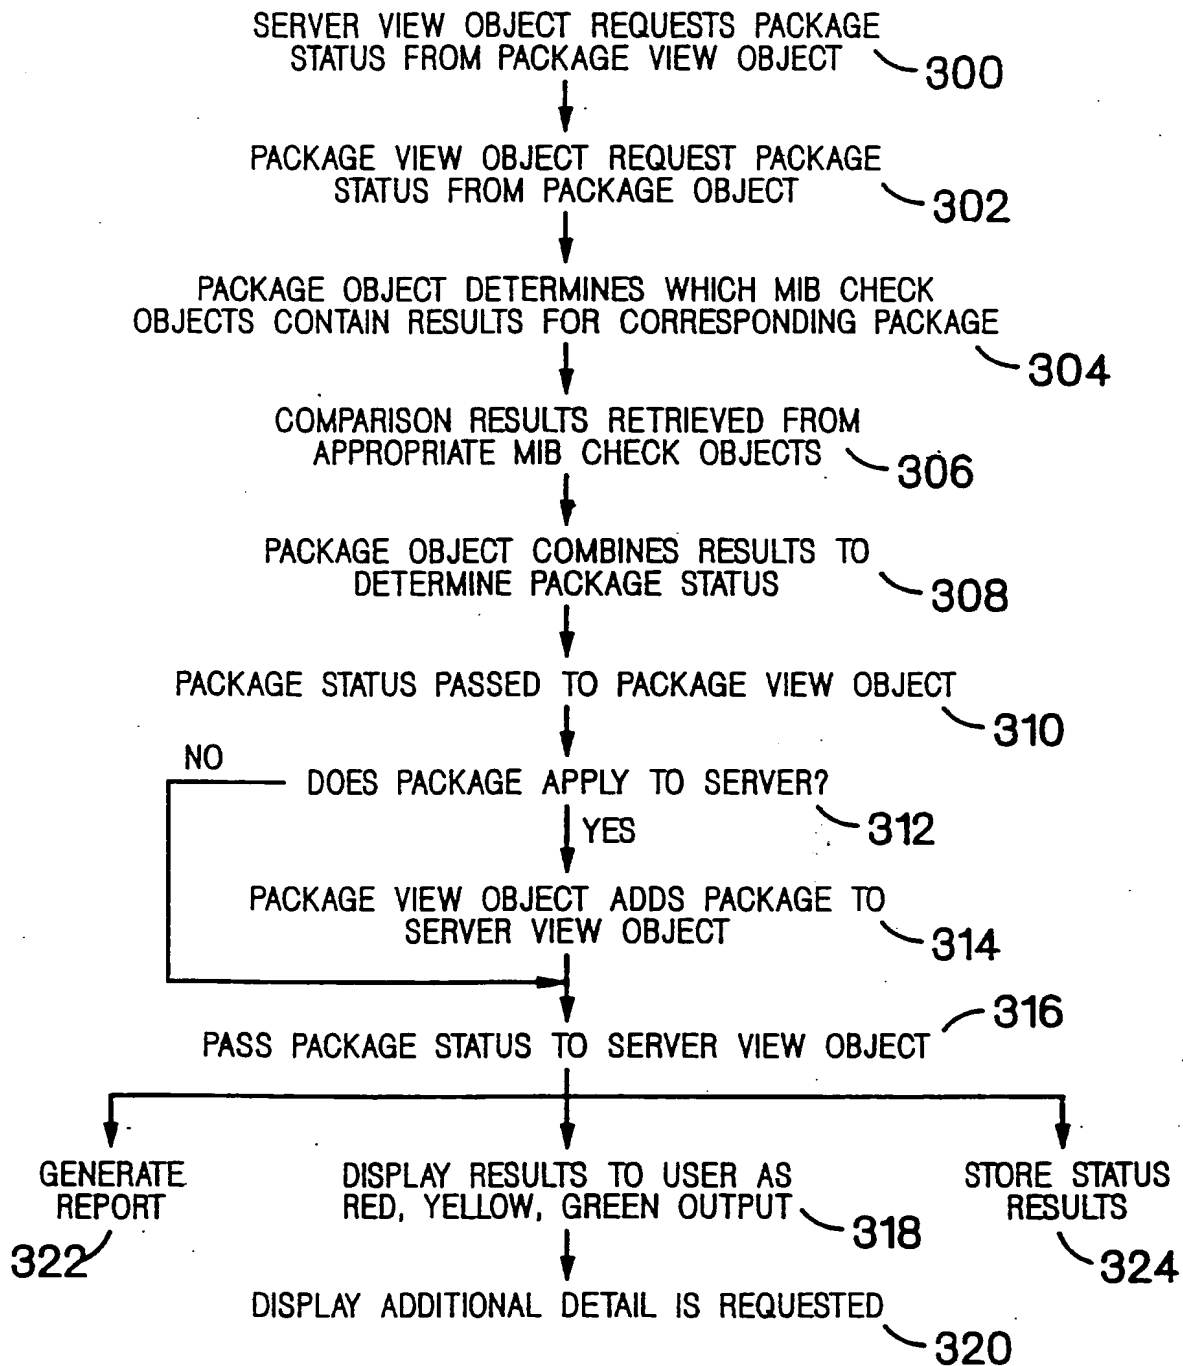 SERVER VIEW OBJECT REQUESTS PACKAGE
STATUS FROM PACKAGE VIEW OBJECT
300
PACKAGE VIEW OBJECT REQUEST PACKAGE
STATUS FROM PACKAGE OBJECT
302
PACKAGE OBJECT DETERMINES WHICH MIB CHECK
OBJECTS CONTAIN RESULTS FOR CORRESPONDING PACKAGE
304
COMPARISON RESULTS RETRIEVED FROM
APPROPRIATE MIB CHECK OBJECTS
306
PACKAGE OBJECT COMBINES RESULTS TO
DETERMINE PACKAGE STATUS
308
PACKAGE STATUS PASSED TO PACKAGE VIEW OBJECT
310
NO
DOES PACKAGE APPLY TO SERVER?
312
YES
PACKAGE VIEW OBJECT ADDS PACKAGE TO
SERVER VIEW OBJECT
314
316
PASS PACKAGE STATUS TO SERVER VIEW OBJECT
GENERATE
REPORT
322
DISPLAY RESULTS TO USER AS
RED, YELLOW, GREEN OUTPUT
318
STORE STATUS
RESULTS
324
DISPLAY ADDITIONAL DETAIL IS REQUESTED
320